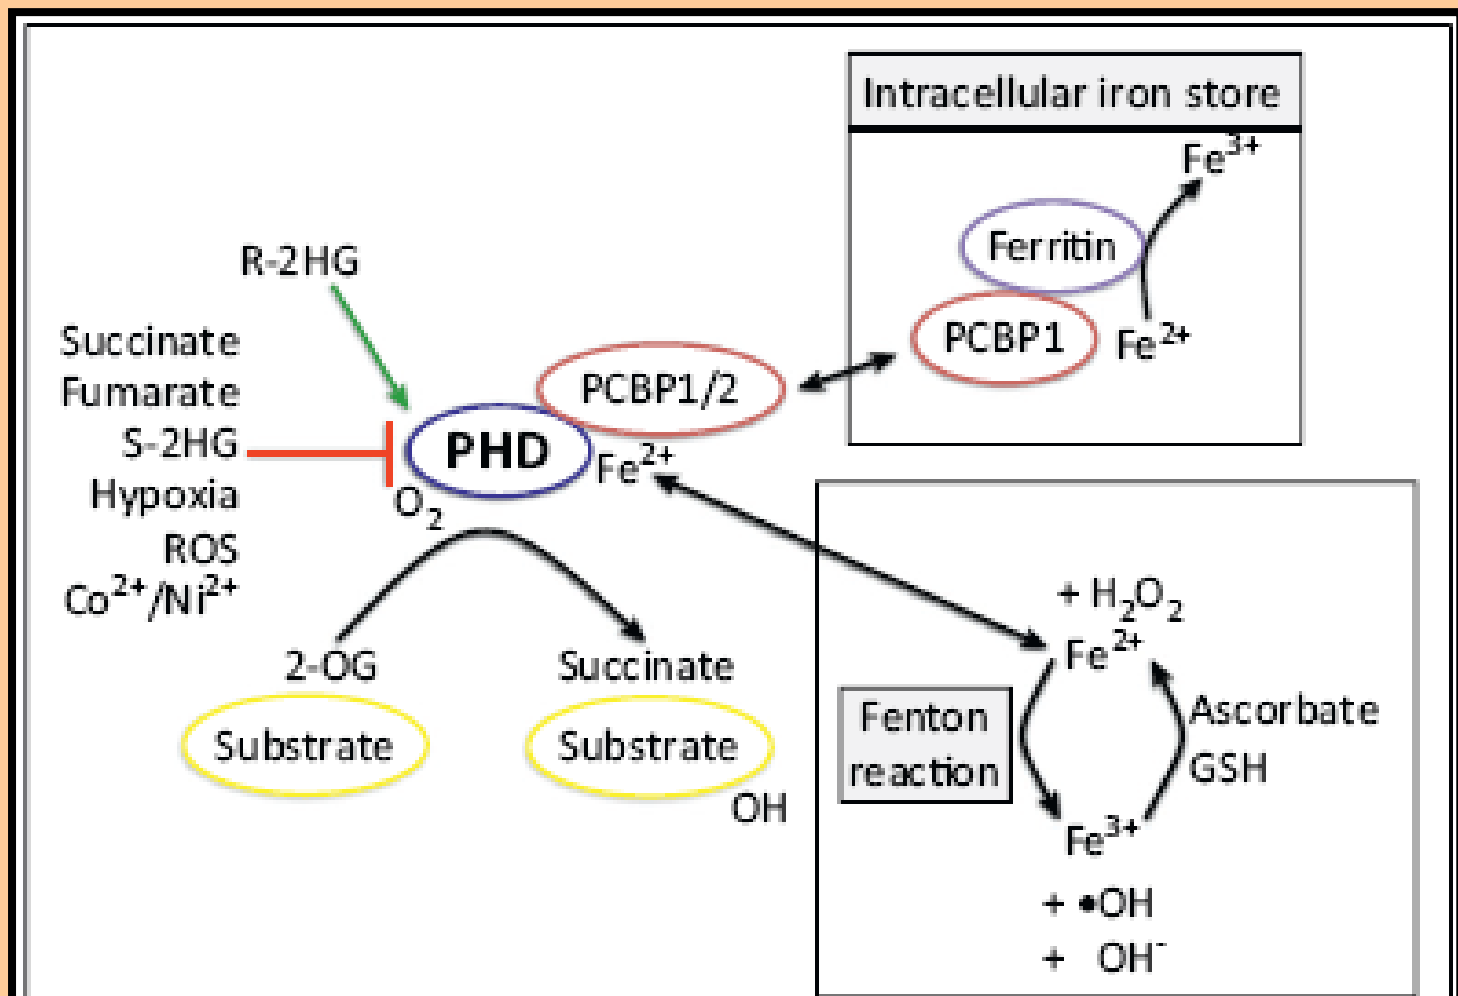 Intracellular iron store
Fe³⁺
Ferritin
PCBP1
Fe²⁺
R-2HG
Succinate
Fumarate
S-2HG
Hypoxia
ROS
Co²⁺/Ni²⁺
PCBP1/2
PHD
Fe²⁺
O₂
2-OG
Succinate
Substrate
Substrate
OH
+ H₂O₂
Fe²⁺
Fenton
reaction
Ascorbate
GSH
Fe³⁺
+ •OH
+ OH⁻